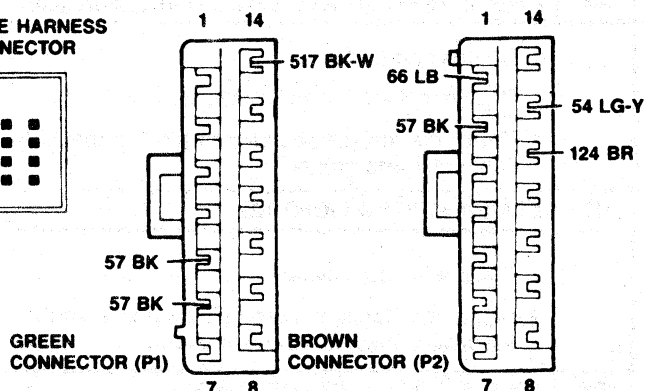 E HARNESS
NECTOR
1 14
517 BK-W
57 BK
57 BK
GREEN
CONNECTOR (P1)
7 8
1 14
66 LB
54 LG-Y
57 BK
124 BR
BROWN
CONNECTOR (P2)
7 8